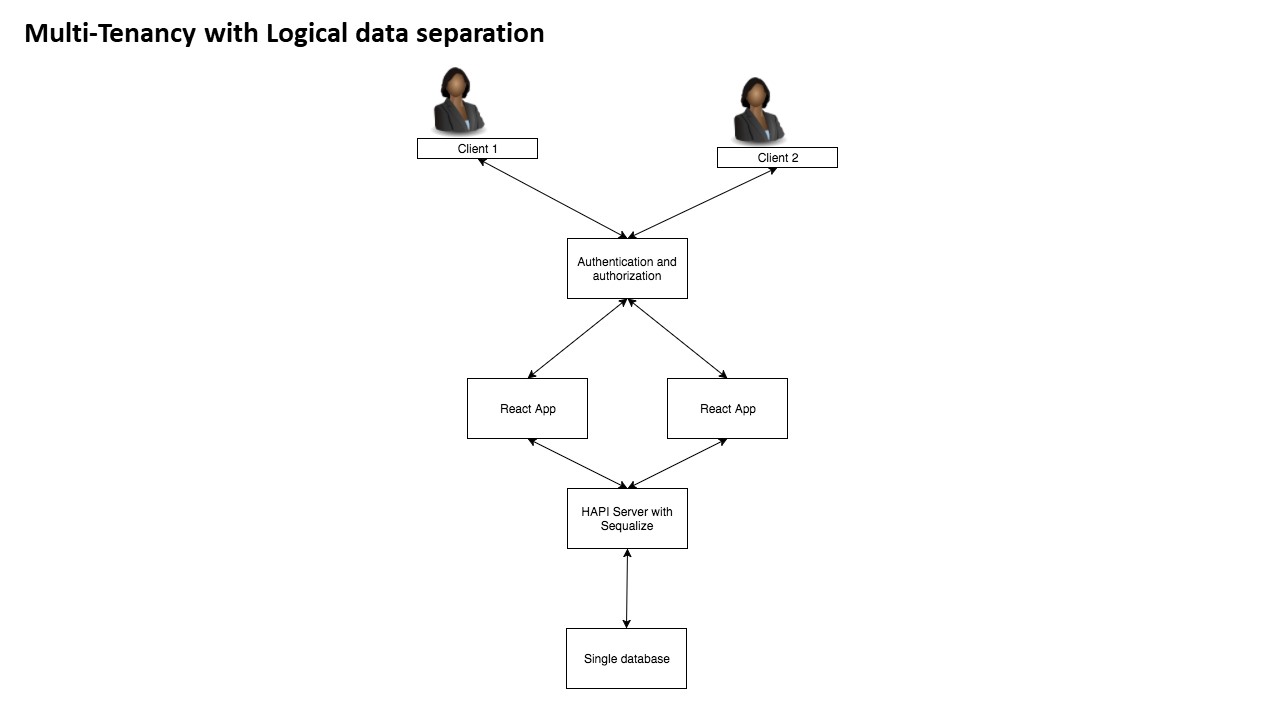 Multi-Tenancy with Logical data separation
Client 1
Client 2
Authentication and
authorization
React App
React App
HAPI Server with
Sequalize
Single database